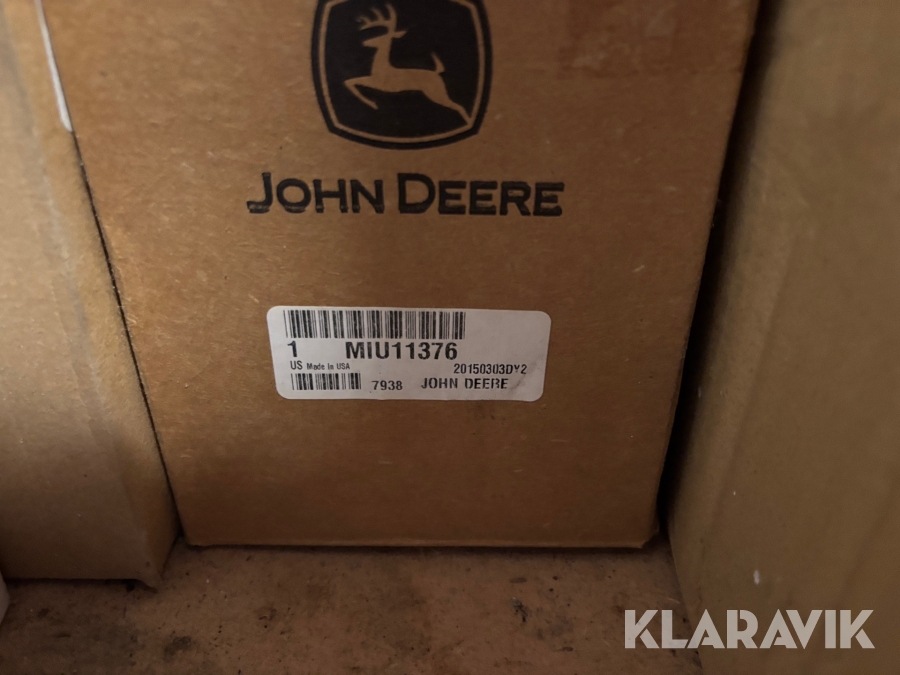 JOHN DEERE
1 MIU11376
US Made In USA 20150303DY2
7938 JOHN DEERE
KLARAVIK